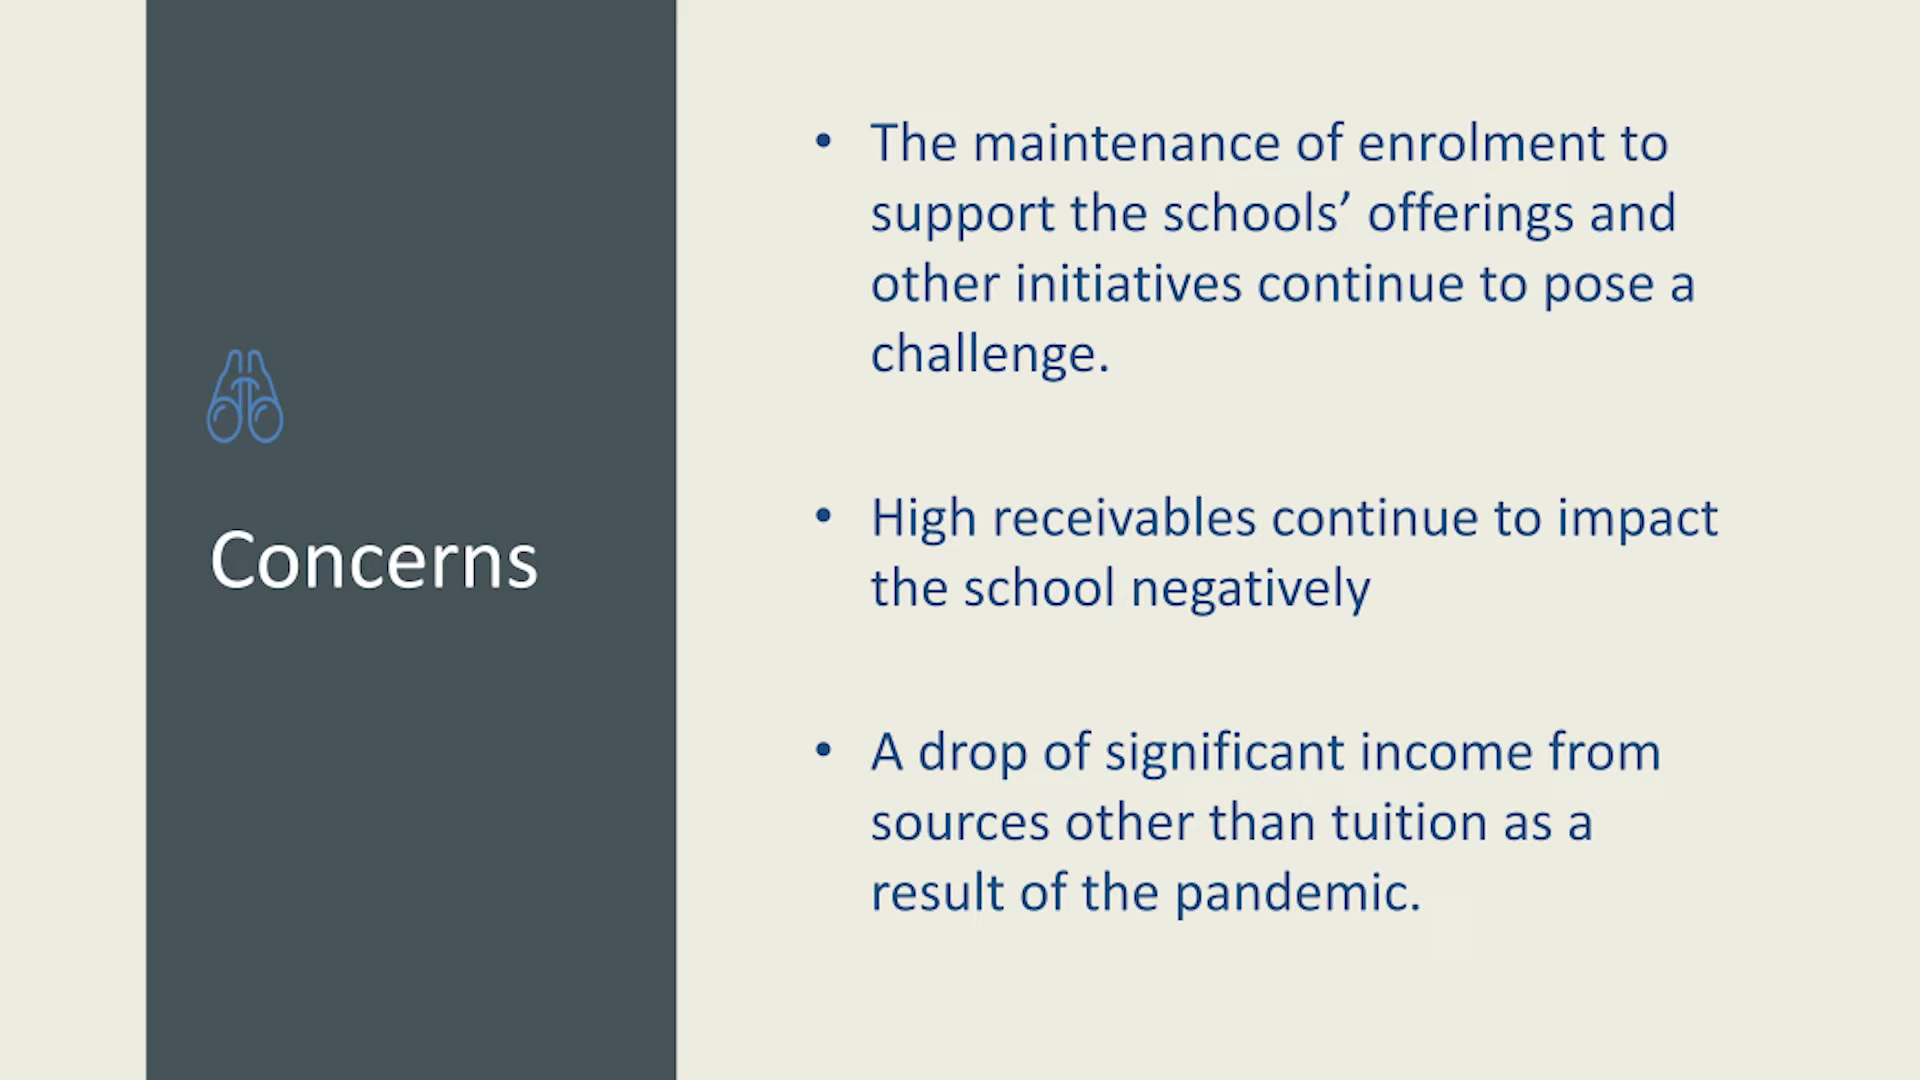 Concerns
• The maintenance of enrolment to
support the schools’ offerings and
other initiatives continue to pose a
challenge.
• High receivables continue to impact
the school negatively
• A drop of significant income from
sources other than tuition as a
result of the pandemic.